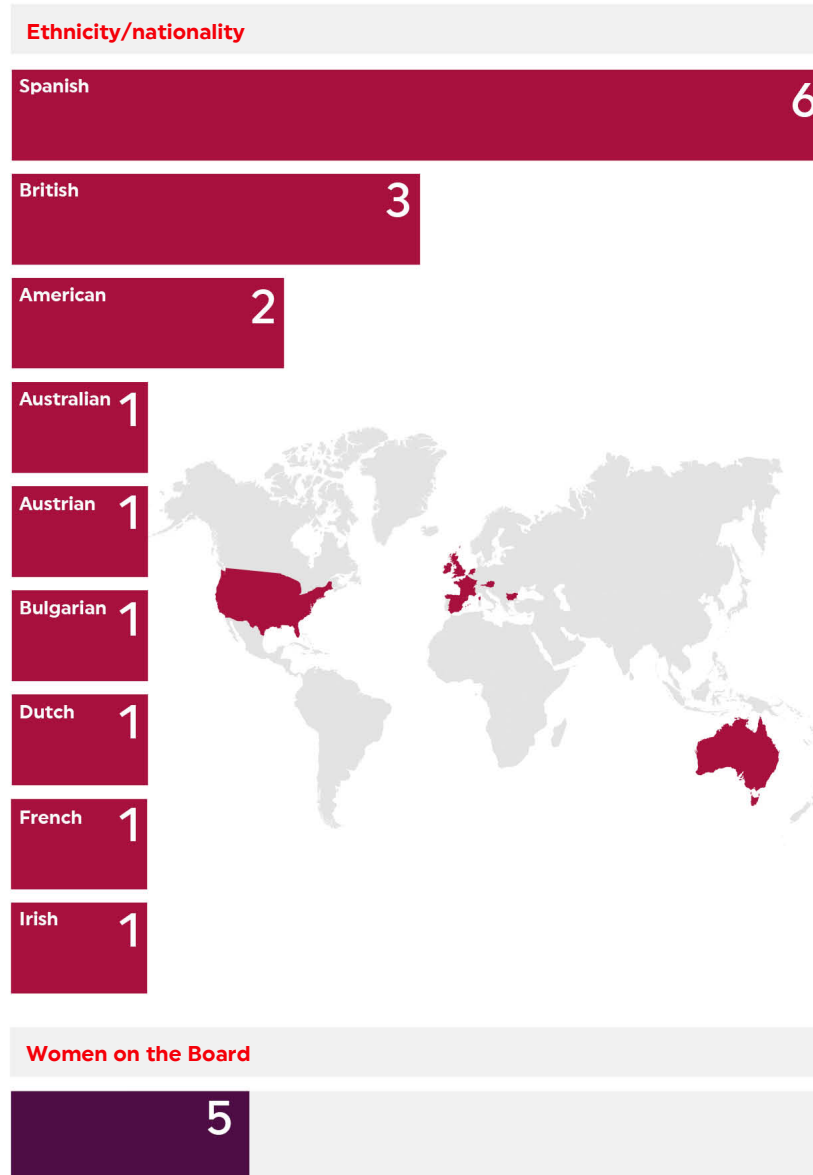 Ethnicity/nationality
Spanish
6
British
3
American
2
Australian
1
Austrian
1
Bulgarian
1
Dutch
1
French
1
Irish
1
Women on the Board
5